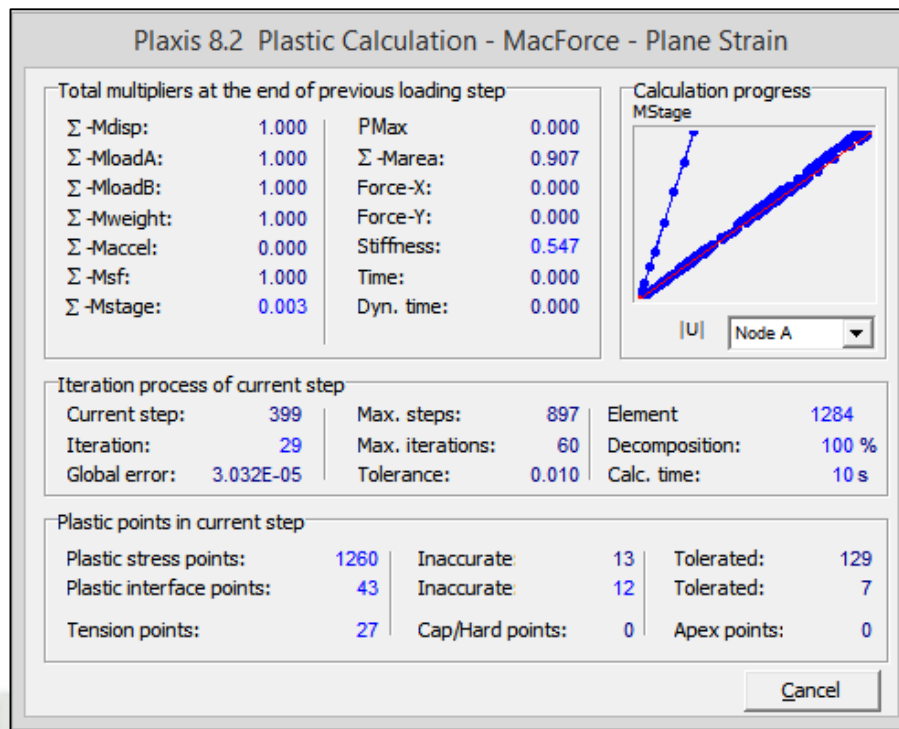 Plaxis 8.2 Plastic Calculation - MacForce - Plane Strain
Total multipliers at the end of previous loading step
Σ -Mdisp: 1.000 PMax 0.000
Σ -MloadA: 1.000 Σ -Marea: 0.907
Σ -MloadB: 1.000 Force-X: 0.000
Σ -Mweight: 1.000 Force-Y: 0.000
Σ -Maccel: 0.000 Stiffness: 0.547
Σ -Msf: 1.000 Time: 0.000
Σ -Mstage: 0.003 Dyn. time: 0.000
Calculation progress
MStage
|U| Node A
Iteration process of current step
Current step: 399 Max. steps: 897 Element 1284
Iteration: 29 Max. iterations: 60 Decomposition: 100 %
Global error: 3.032E-05 Tolerance: 0.010 Calc. time: 10 s
Plastic points in current step
Plastic stress points: 1260 Inaccurate: 13 Tolerated: 129
Plastic interface points: 43 Inaccurate: 12 Tolerated: 7
Tension points: 27 Cap/Hard points: 0 Apex points: 0
Cancel